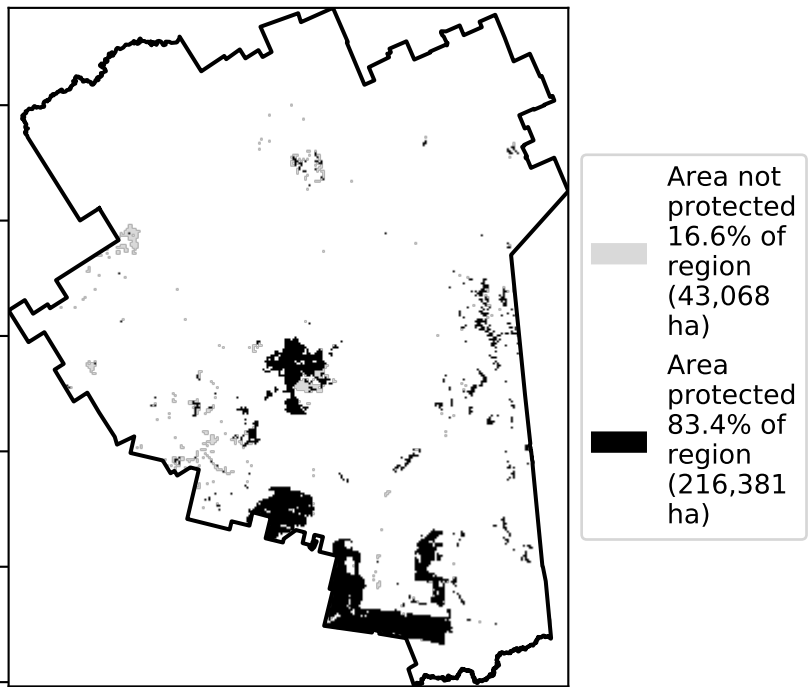 Area not
protected
16.6% of
region
(43,068
ha)
Area
protected
83.4% of
region
(216,381
ha)